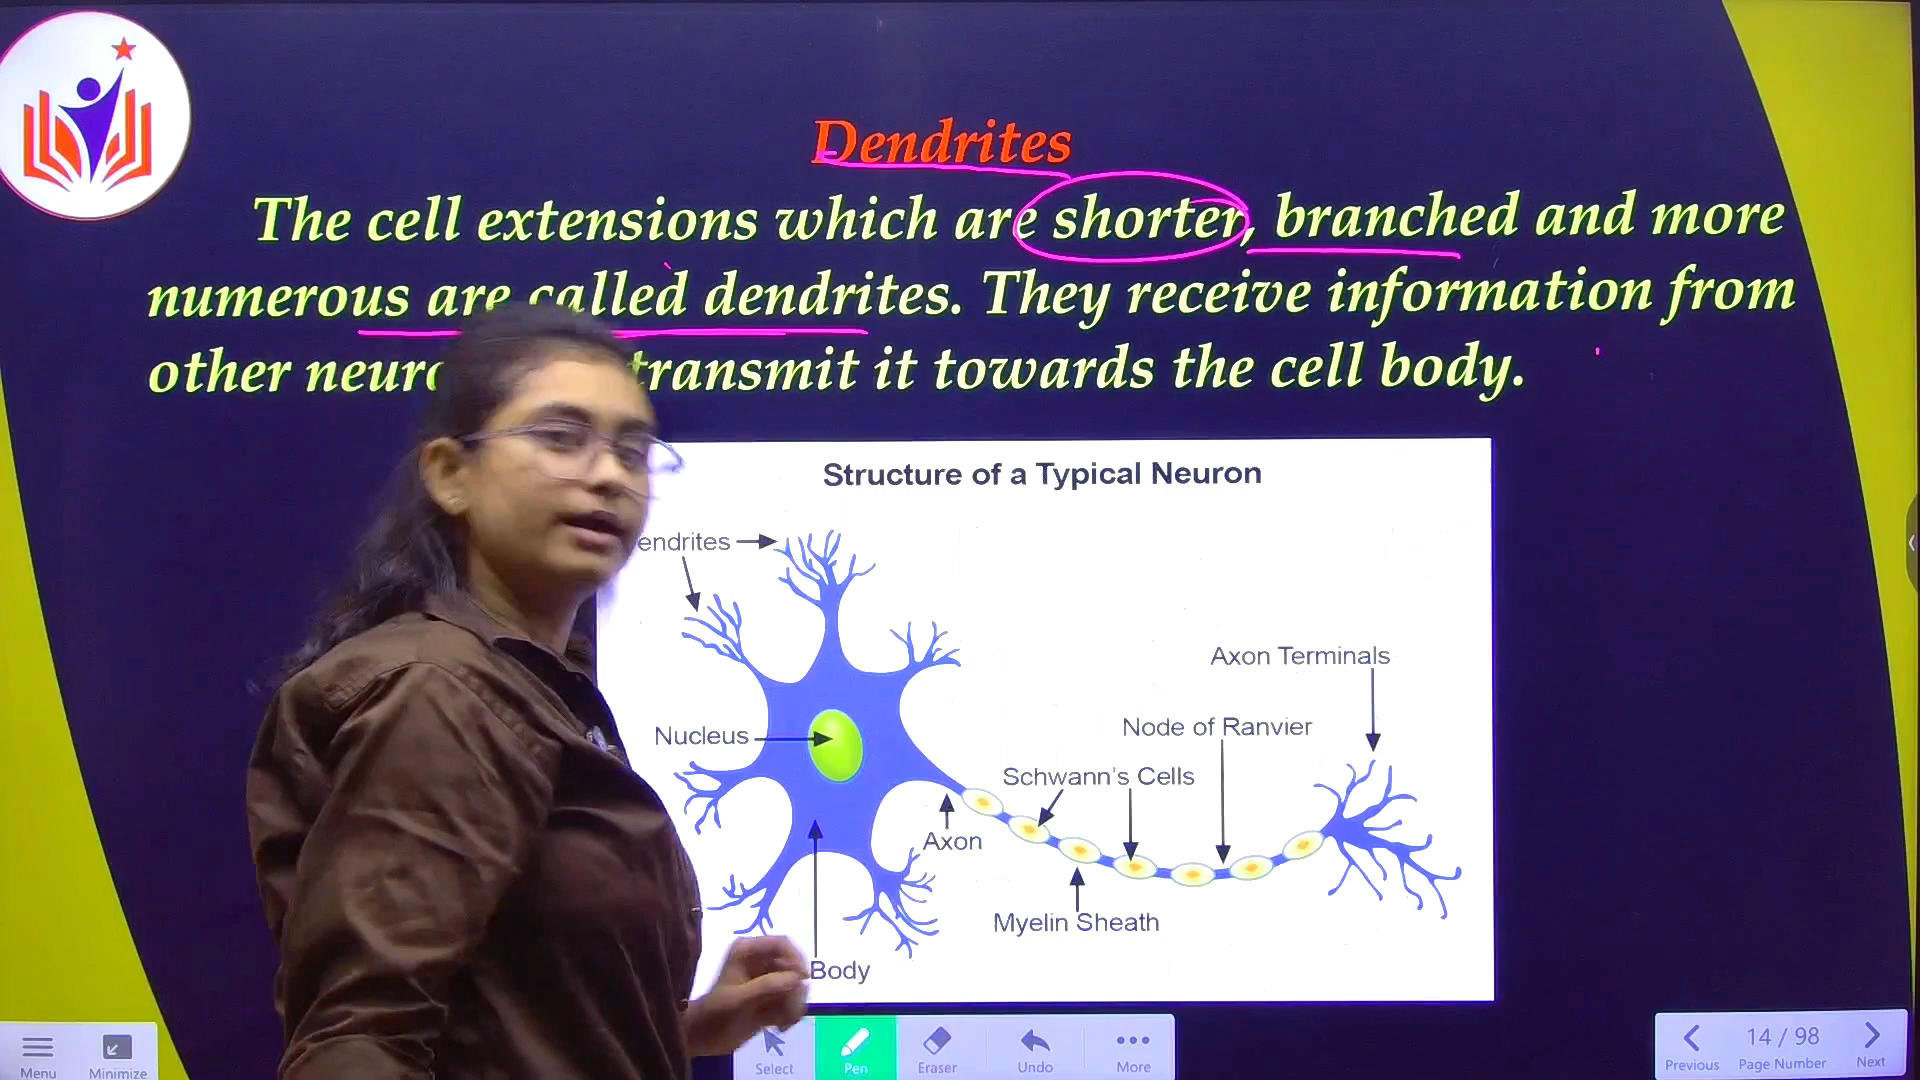 Dendrites
The cell extensions which are shorter, branched and more
numerous are called dendrites. They receive information from
other transmit it towards the cell body.
Structure of a Typical Neuron
Axon Terminals
Nucleus
Node of Ranvier
Schwann's Cells
Axon
Myelin Sheath
Body
Menu
Minimize
Select
Pen
Eraser
Undo
More
Previous
14 / 98
Page Number
Next